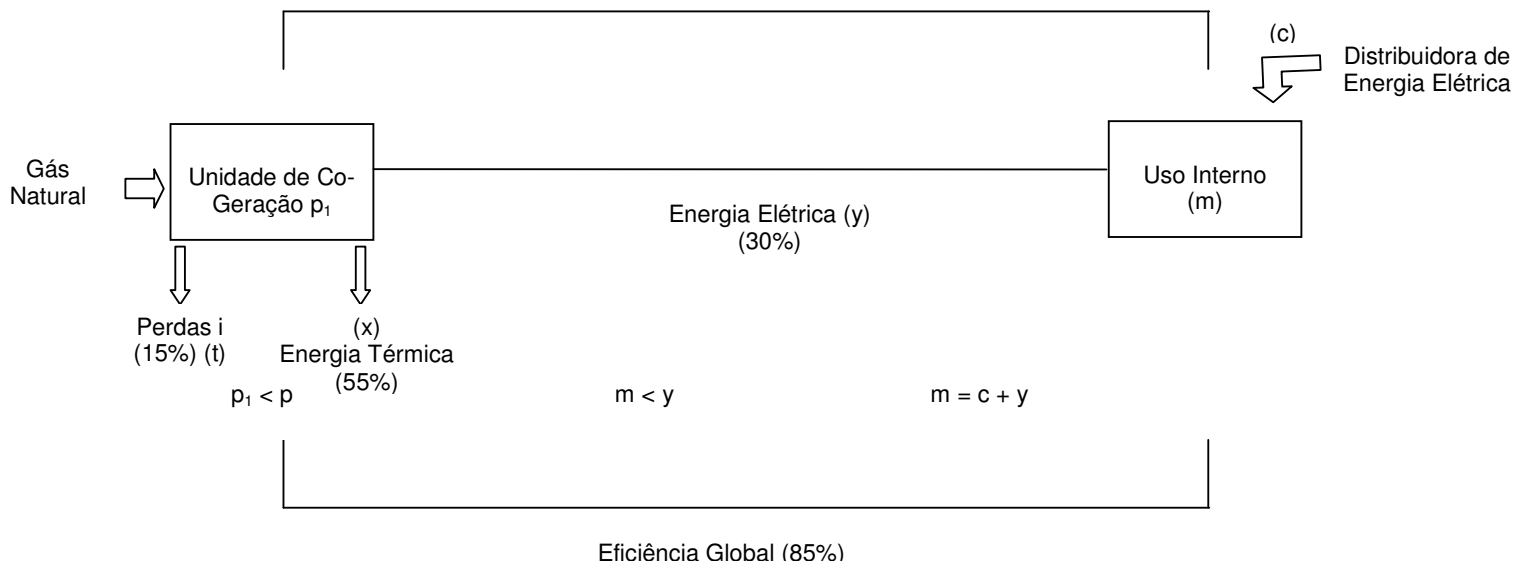 (c)
Distribuidora de
Energia Elétrica
Gás
Natural
Unidade de Co-
Geração p₁
Uso Interno
(m)
Energia Elétrica (y)
(30%)
Perdas i
(15%) (t)
(x)
Energia Térmica
(55%)
p₁ < p
m < y
m = c + y
Eficiência Global (85%)